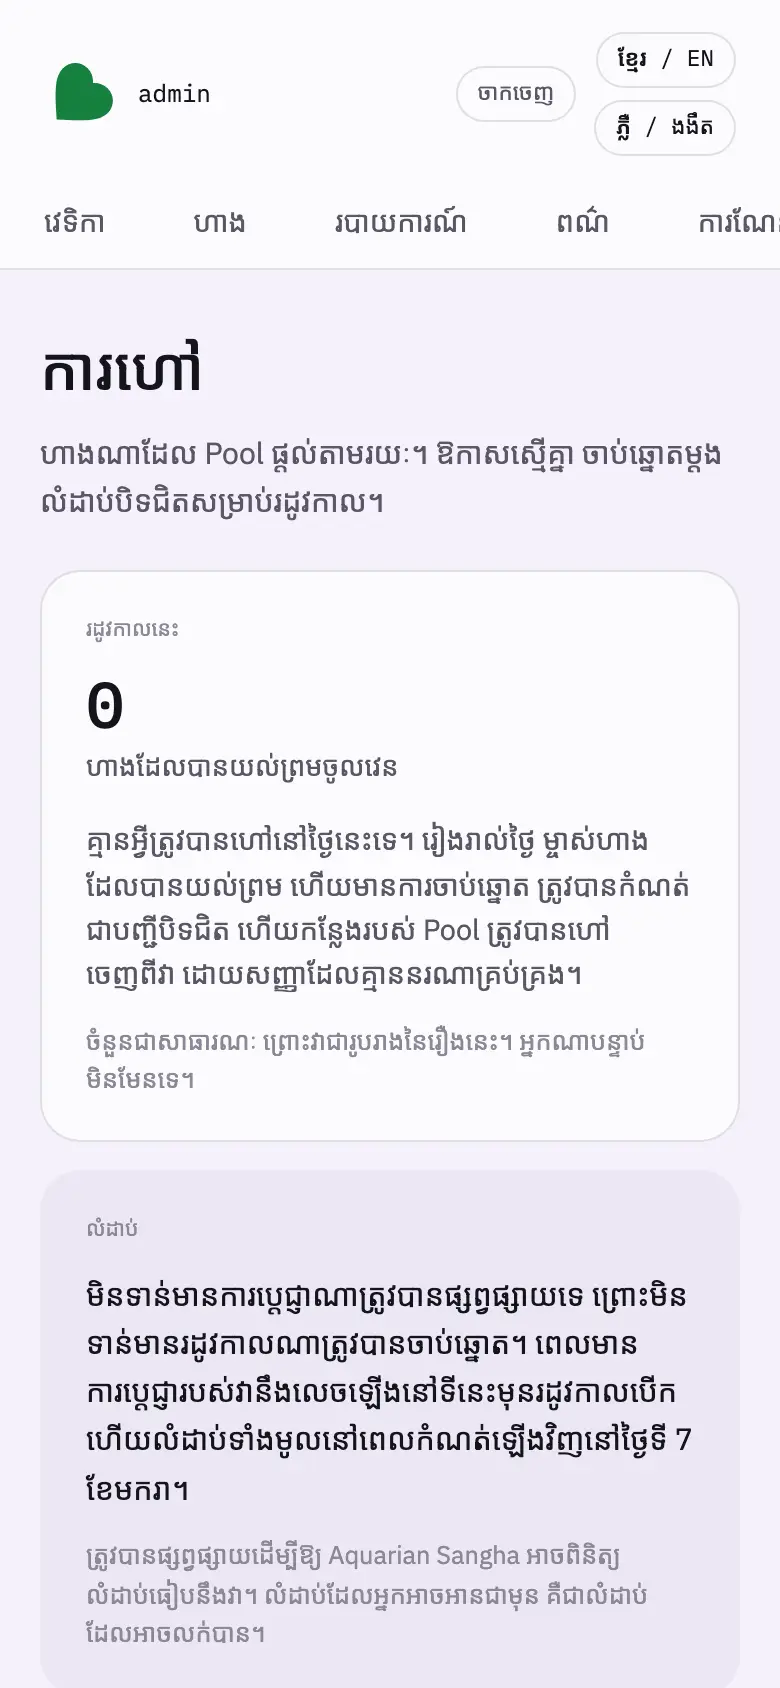 admin
ចាកចេញ
ខ្មែរ / EN
ភ្លឺ / ងងឹត
វេទិកា
ហាង
របាយការណ៍
ពណ៌
ការហៅ
ហាងណាដែល Pool ផ្តល់តាមរយៈ។ ឱកាសស្មើគ្នា ចាប់ឆ្នោតម្តង
លំដាប់បិទជិតសម្រាប់រដូវកាល។
រដូវកាលនេះ
0
ហាងដែលបានយល់ព្រមចូលវេន
គ្មានអ្វីត្រូវបានហៅនៅថ្ងៃនេះទេ។ រៀងរាល់ថ្ងៃ ម្ចាស់ហាង
ដែលបានយល់ព្រម ហើយមានការចាប់ឆ្នោត ត្រូវបានកំណត់
ជាបញ្ជីបិទជិត ហើយកន្លែងរបស់ Pool ត្រូវបានហៅ
ចេញពីវា ដោយសញ្ញាដែលគ្មាននរណាគ្រប់គ្រង។
ចំនួនជាសាធារណៈ ព្រោះវាជារូបរាងនៃរឿងនេះ។ អ្នកណាបន្ទាប់
មិនមែនទេ។
លំដាប់
មិនទាន់មានការប្តេជ្ញាណាត្រូវបានផ្សព្វផ្សាយទេ ព្រោះមិន
ទាន់មានរដូវកាលណាត្រូវបានចាប់ឆ្នោត។ ពេលមាន
ការប្តេជ្ញារបស់វានឹងលេចឡើងនៅទីនេះមុនរដូវកាលបើក
ហើយលំដាប់ទាំងមូលនៅពេលកំណត់ឡើងវិញនៅថ្ងៃទី 7
ខែមករា។
ត្រូវបានផ្សព្វផ្សាយដើម្បីឱ្យ Aquarian Sangha អាចពិនិត្យ
លំដាប់ធៀបនឹងវា។ លំដាប់ដែលអ្នកអាចអានជាមុន គឺជាលំដាប់
ដែលអាចលក់បាន។